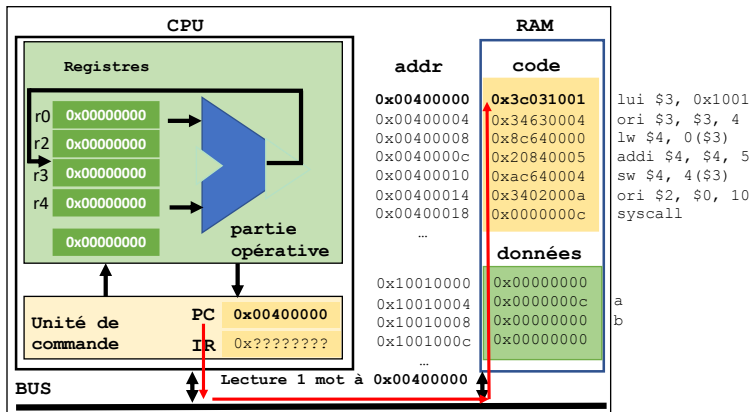 CPU
RAM
Registres
addr
code
r0 0x00000000
r2 0x00000000
r3 0x00000000
r4 0x00000000
0x00000000
partie
opérative
0x00400000 0x3c031001 lui $3, 0x1001
0x00400004 0x34630004 ori $3, $3, 4
0x00400008 0x8c640000 lw $4, 0($3)
0x0040000c 0x20840005 addi $4, $4, 5
0x00400010 0xac640004 sw $4, 4($3)
0x00400014 0x3402000a ori $2, $0, 10
0x00400018 0x0000000c syscall
…
données
0x10010000 0x00000000
0x10010004 0x0000000c a
0x10010008 0x00000000 b
0x1001000c 0x00000000
…
Unité de
commande
PC 0x00400000
IR 0x????????
Lecture 1 mot à 0x00400000
BUS